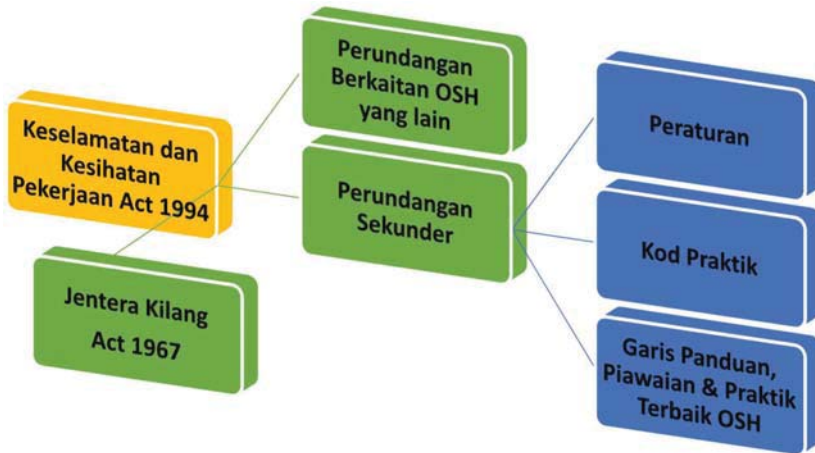 Keselamatan dan
Kesihatan
Pekerjaan Act 1994
Jentera Kilang
Act 1967
Perundangan
Berkaitan OSH
yang lain
Perundangan
Sekunder
Peraturan
Kod Praktik
Garis Panduan,
Piawaian & Praktik
Terbaik OSH